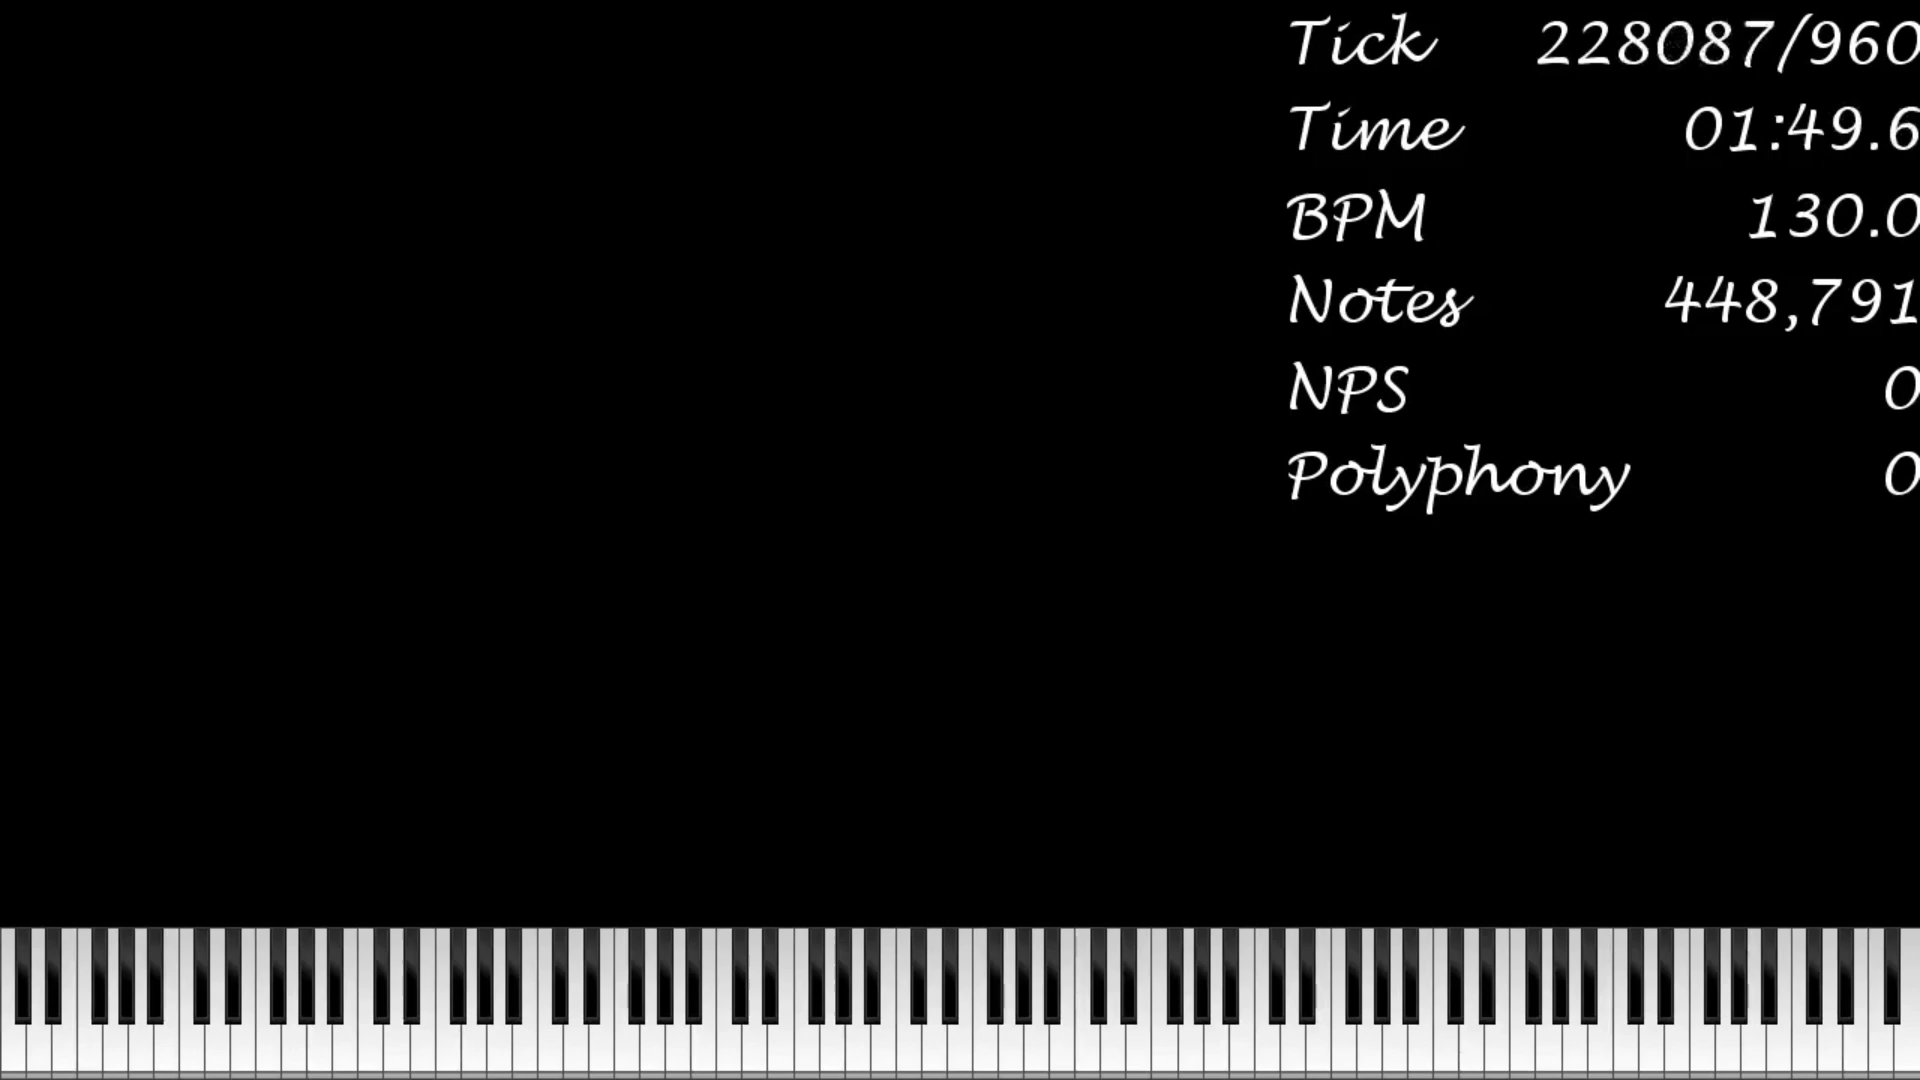 Tick 228087/960
Time 01:49.6
BPM 130.0
Notes 448,791
NPS 0
Polyphony 0